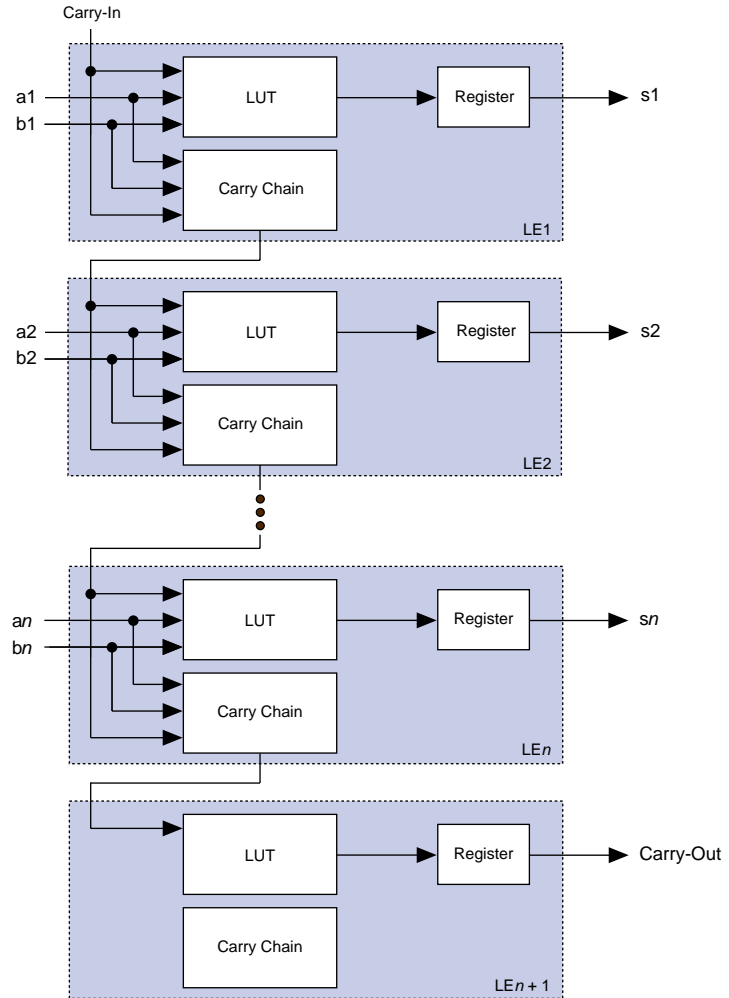 Carry-In
a1
b1
LUT
Register
s1
Carry Chain
LE1
a2
b2
LUT
Register
s2
Carry Chain
LE2
an
bn
LUT
Register
sn
Carry Chain
LEn
LUT
Register
Carry-Out
Carry Chain
LEn + 1